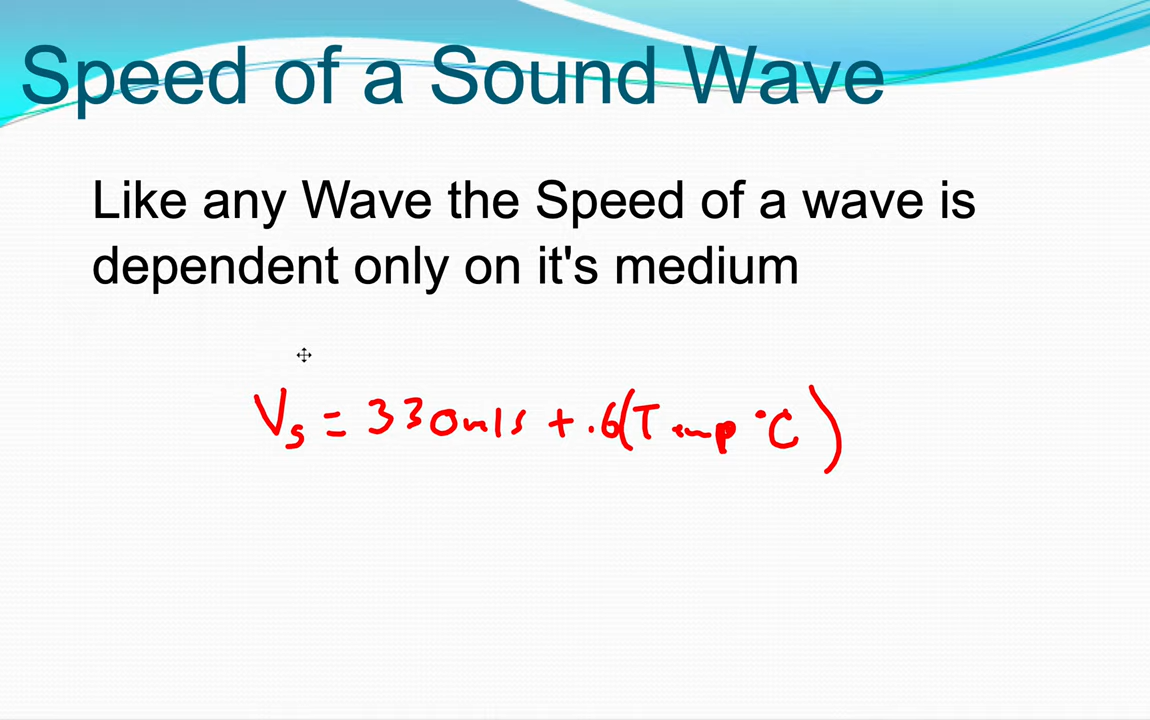 Speed of a Sound Wave
Like any Wave the Speed of a wave is
dependent only on it's medium
Vs = 330m/s + .6(Temp °C)